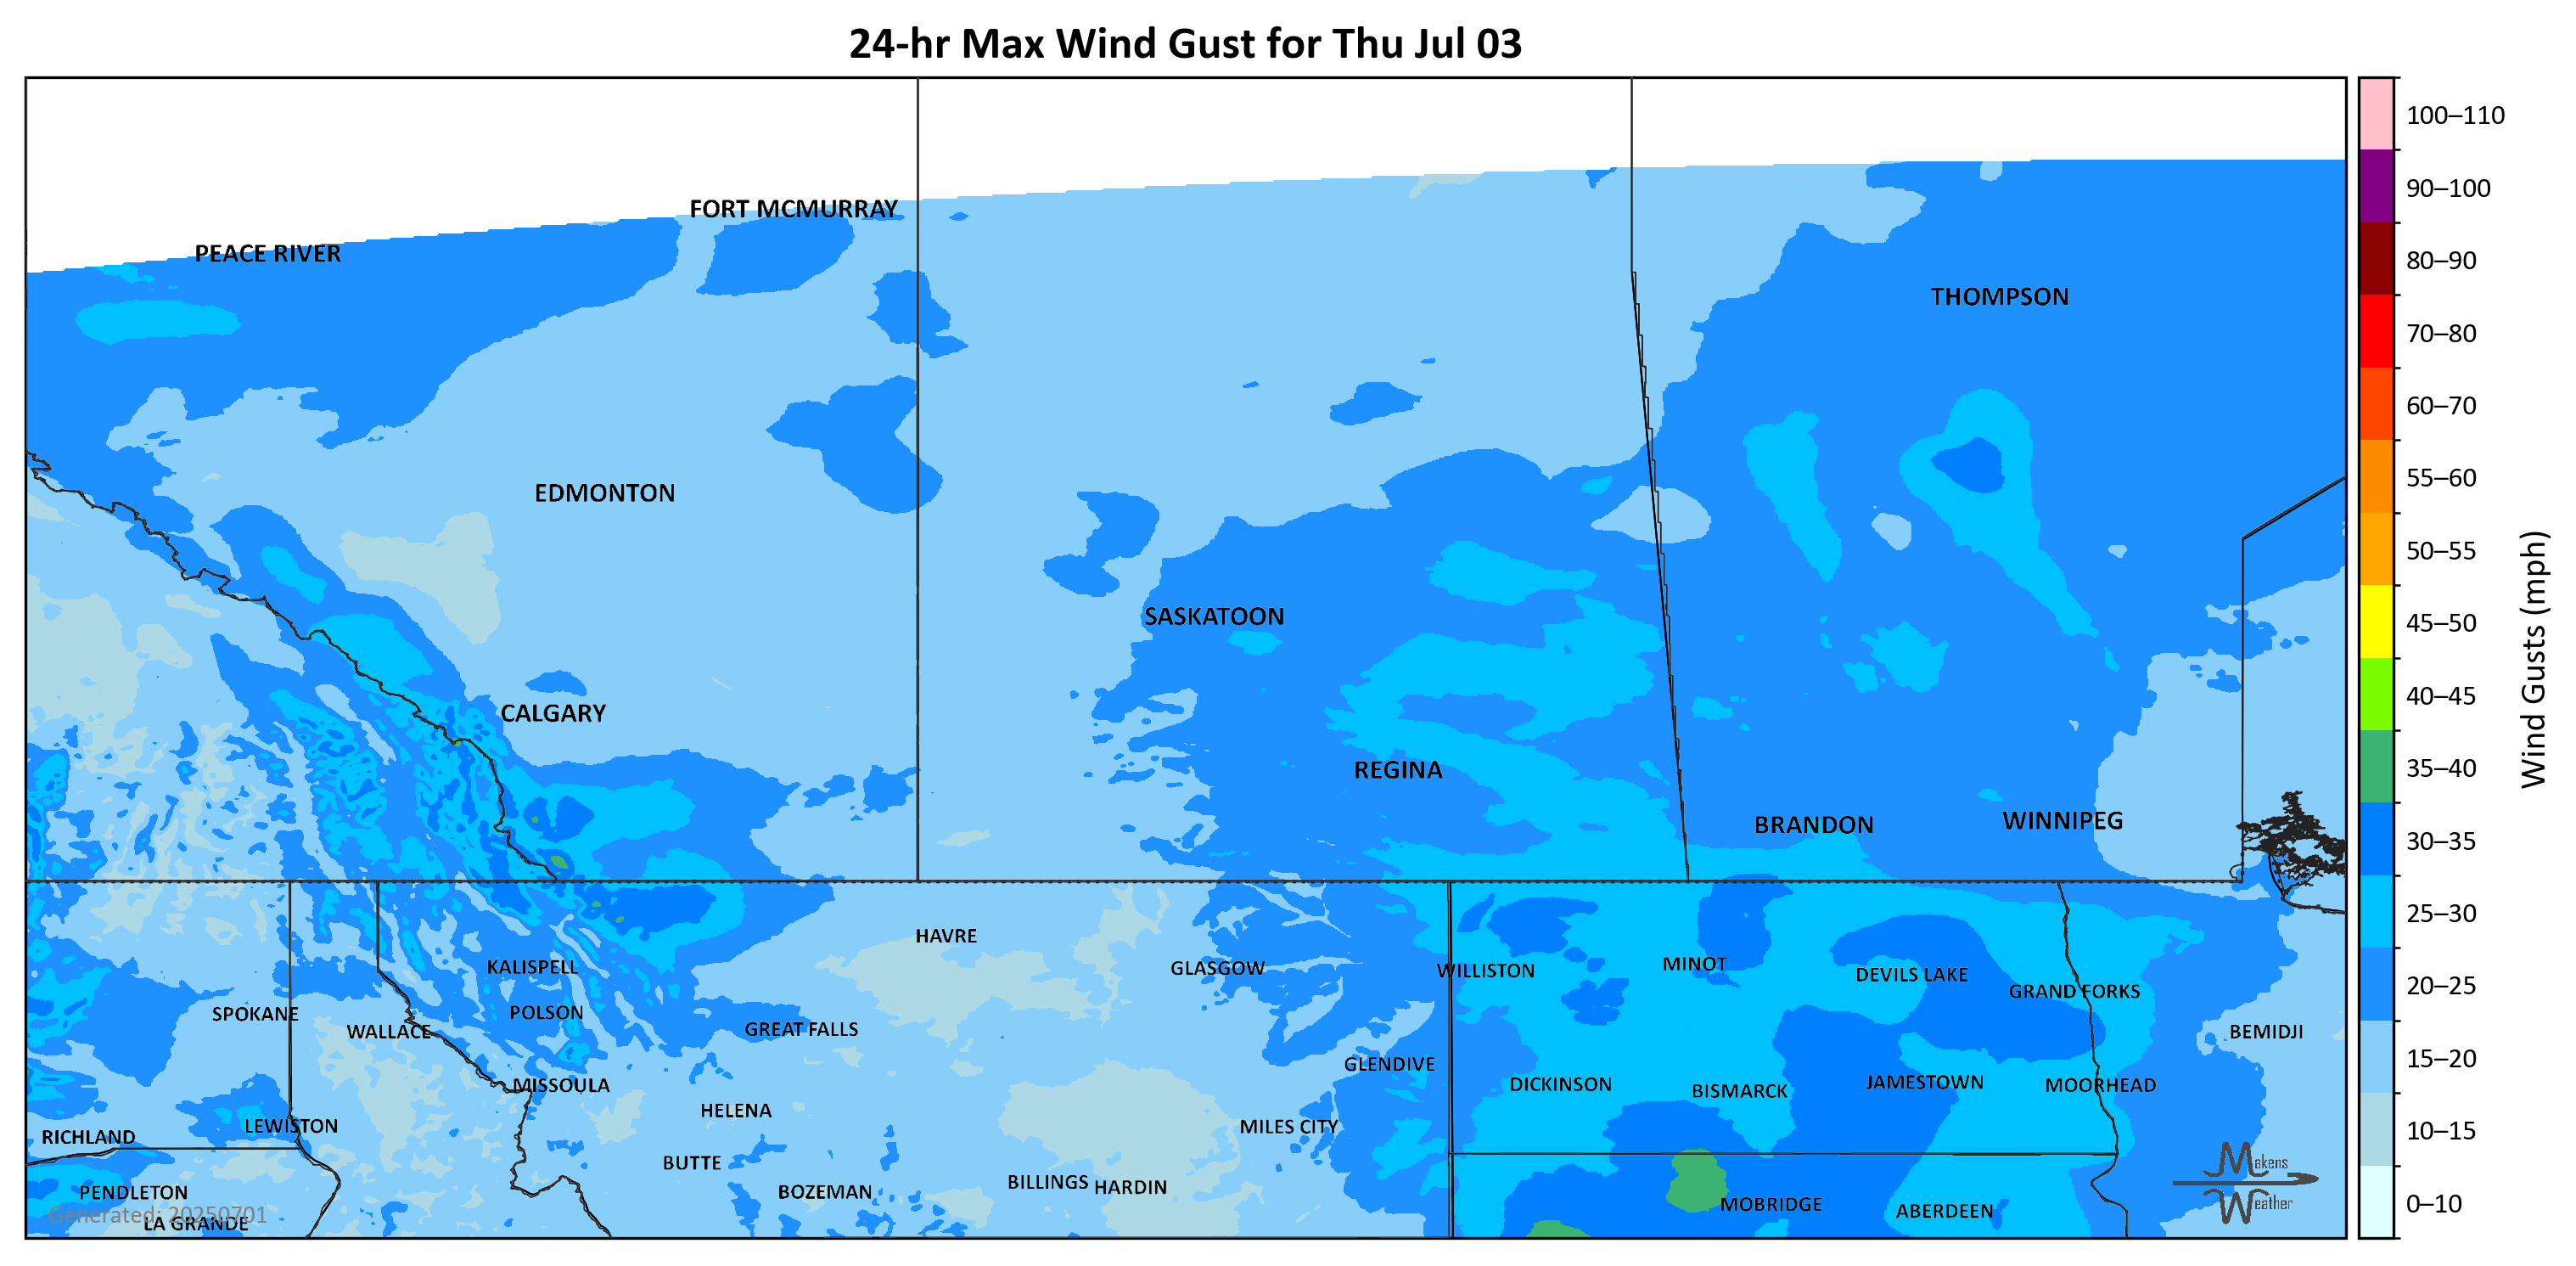 24-hr Max Wind Gust for Thu Jul 03
FORT MCMURRAY
PEACE RIVER
THOMPSON
EDMONTON
SASKATOON
CALGARY
REGINA
BRANDON
WINNIPEG
HAVRE
KALISPELL
GLASGOW
WILLISTON
MINOT
DEVILS LAKE
GRAND FORKS
SPOKANE
POLSON
WALLACE
GREAT FALLS
BEMIDJI
GLENDIVE
MISSOULA
DICKINSON
BISMARCK
JAMESTOWN
MOORHEAD
HELENA
LEWISTON
MILES CITY
RICHLAND
BUTTE
BILLINGS
HARDIN
BOZEMAN
PENDLETON
MOBRIDGE
ABERDEEN
Generated: 20250701
LA GRANDE
Makens
Weather
100–110
90–100
80–90
70–80
60–70
55–60
50–55
45–50
40–45
35–40
30–35
25–30
20–25
15–20
10–15
0–10
Wind Gusts (mph)